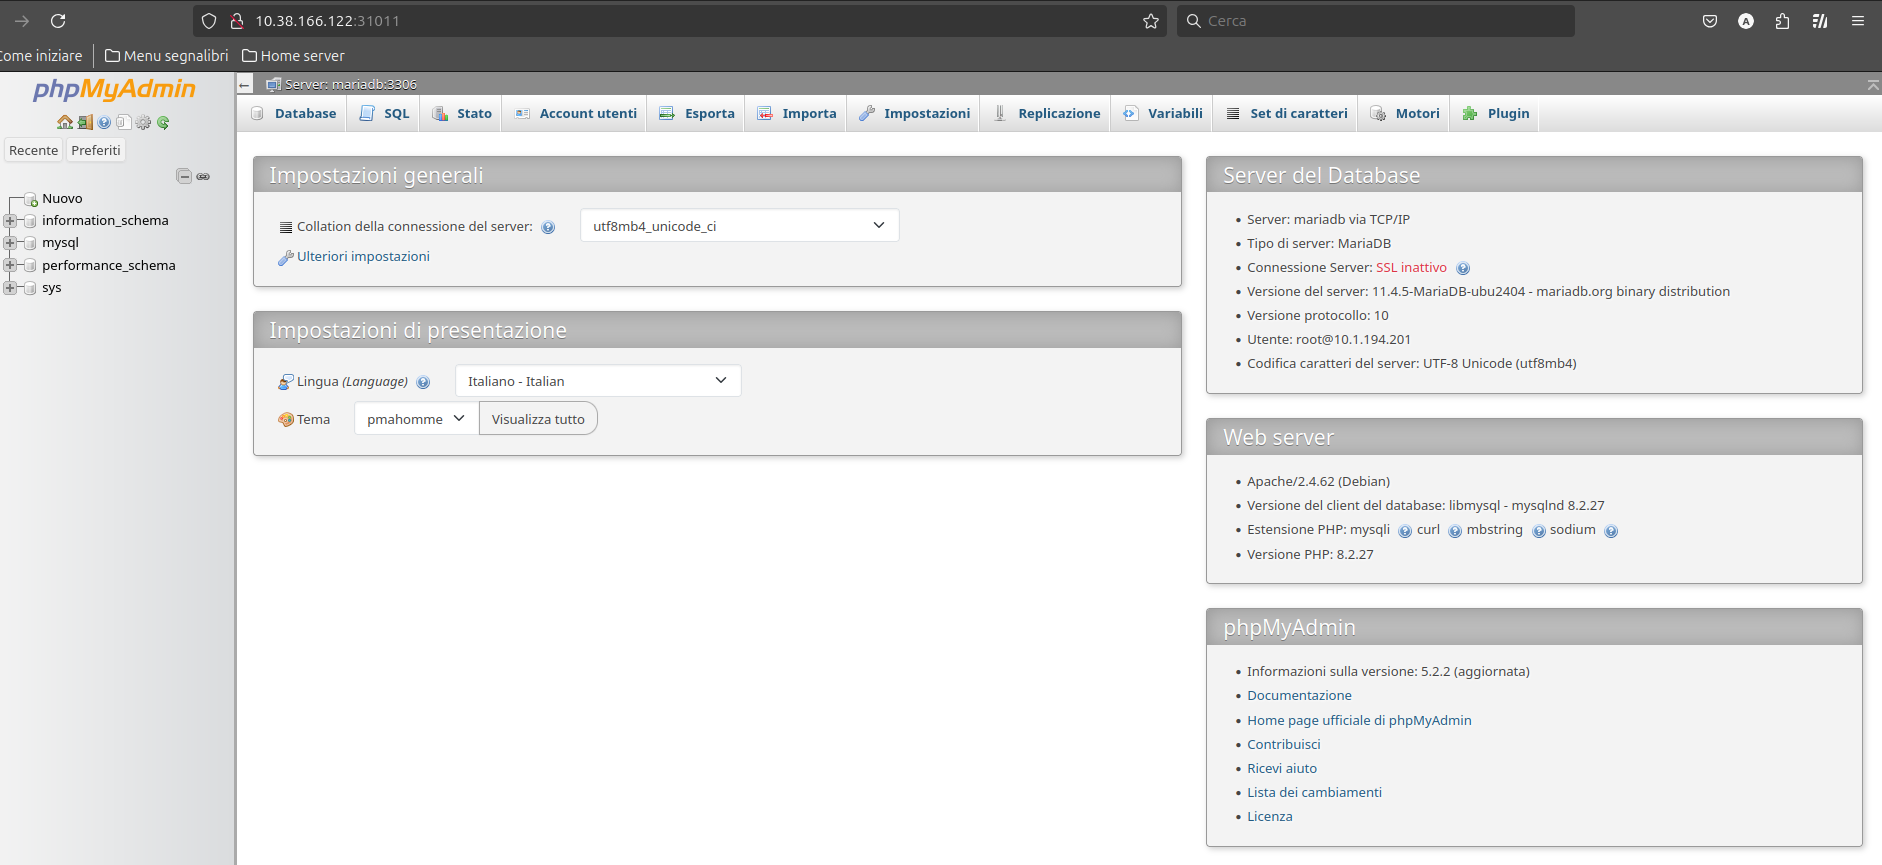 10.38.166.122:31011
Cerca
Come iniziare
Menu segnalibri
Home server
phpMyAdmin
Recente
Preferiti
Nuovo
information_schema
mysql
performance_schema
sys
Server: mariadb:3306
Database
SQL
Stato
Account utenti
Esporta
Importa
Impostazioni
Replicazione
Variabili
Set di caratteri
Motori
Plugin
Impostazioni generali
Collation della connessione del server:
utf8mb4_unicode_ci
Ulteriori impostazioni
Impostazioni di presentazione
Lingua (Language)
Italiano - Italian
Tema
pmahomme
Visualizza tutto
Server del Database
Server: mariadb via TCP/IP
Tipo di server: MariaDB
Connessione Server: SSL inattivo
Versione del server: 11.4.5-MariaDB-ubu2404 - mariadb.org binary distribution
Versione protocollo: 10
Utente: root@10.1.194.201
Codifica caratteri del server: UTF-8 Unicode (utf8mb4)
Web server
Apache/2.4.62 (Debian)
Versione del client del database: libmysql - mysqlnd 8.2.27
Estensione PHP: mysqli curl mbstring sodium
Versione PHP: 8.2.27
phpMyAdmin
Informazioni sulla versione: 5.2.2 (aggiornata)
Documentazione
Home page ufficiale di phpMyAdmin
Contribuisci
Ricevi aiuto
Lista dei cambiamenti
Licenza